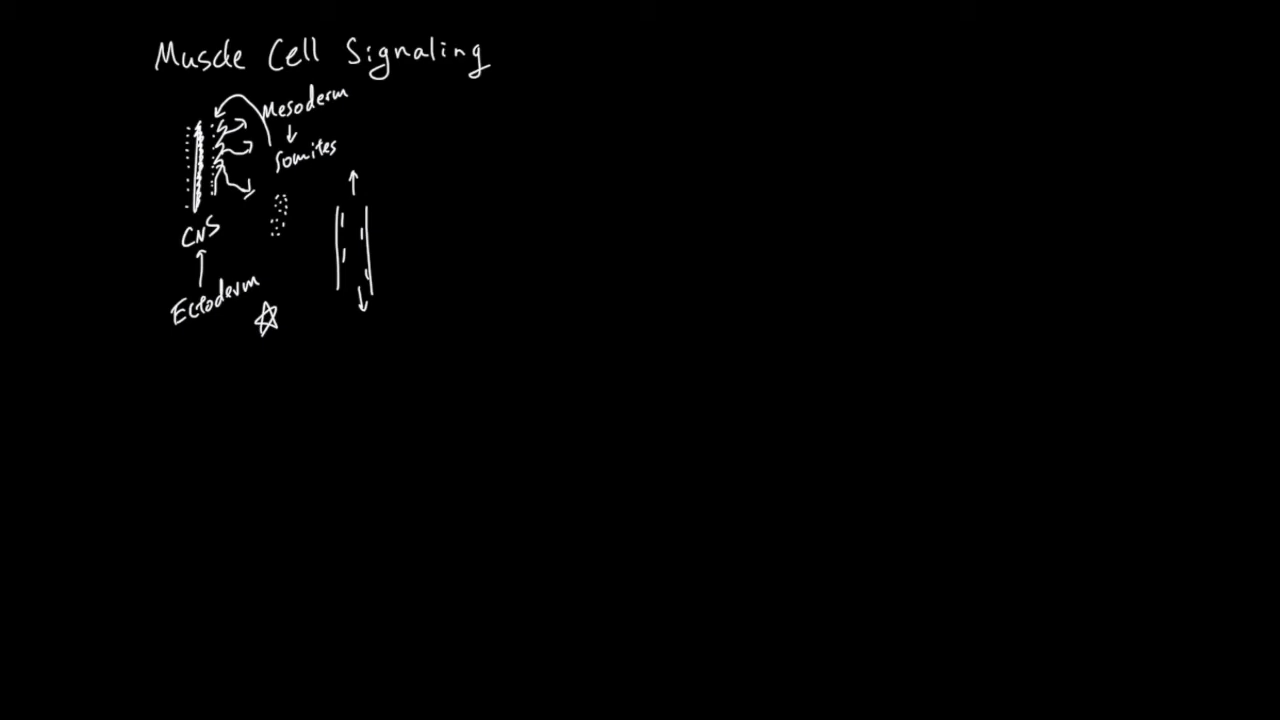 Muscle Cell Signaling
Mesoderm
Somites
CNS
Ectoderm